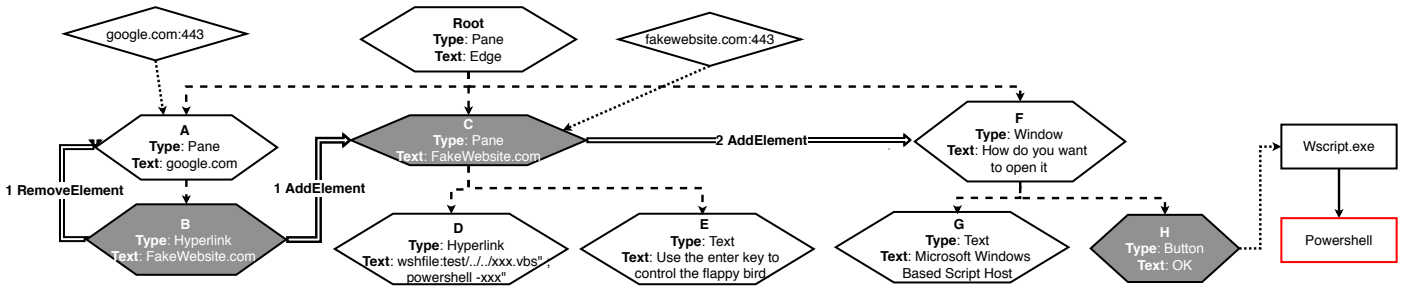 google.com:443
Root
Type: Pane
Text: Edge
fakewebsite.com:443
A
Type: Pane
Text: google.com
C
Type: Pane
Text: FakeWebsite.com
2 AddElement
F
Type: Window
Text: How do you want
to open it
Wscript.exe
1 RemoveElement
1 AddElement
B
Type: Hyperlink
Text: FakeWebsite.com
D
Type: Hyperlink
Text: wshfile:test/../../xxx.vbs" ;
powershell -xxx"
E
Type: Text
Text: Use the enter key to
control the flappy bird
G
Type: Text
Text: Microsoft Windows
Based Script Host
H
Type: Button
Text: OK
Powershell